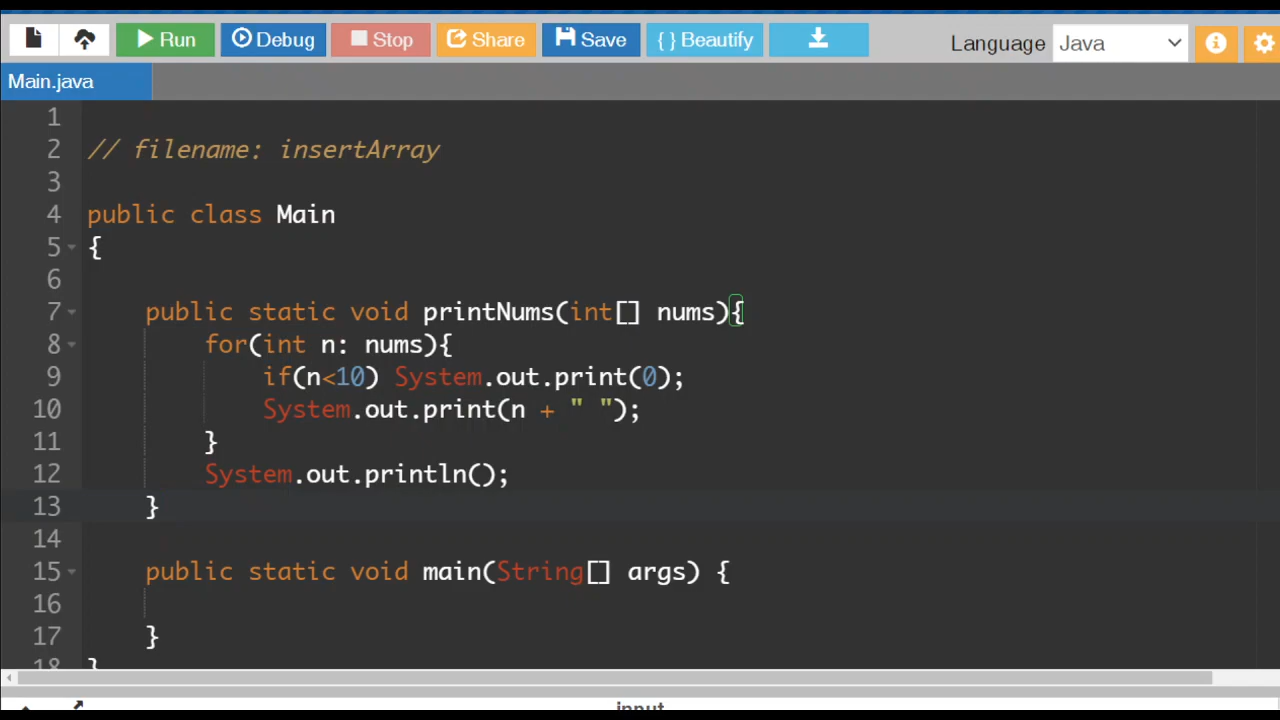 Run Debug Stop Share Save { } Beautify Language Java
Main.java
1
2 // filename: insertArray
3
4 public class Main
5 {
6
7 public static void printNums(int[] nums){
8 for(int n: nums){
9 if(n<10) System.out.print(0);
10 System.out.print(n + " ");
11 }
12 System.out.println();
13 }
14
15 public static void main(String[] args) {
16
17 }
18 }
input